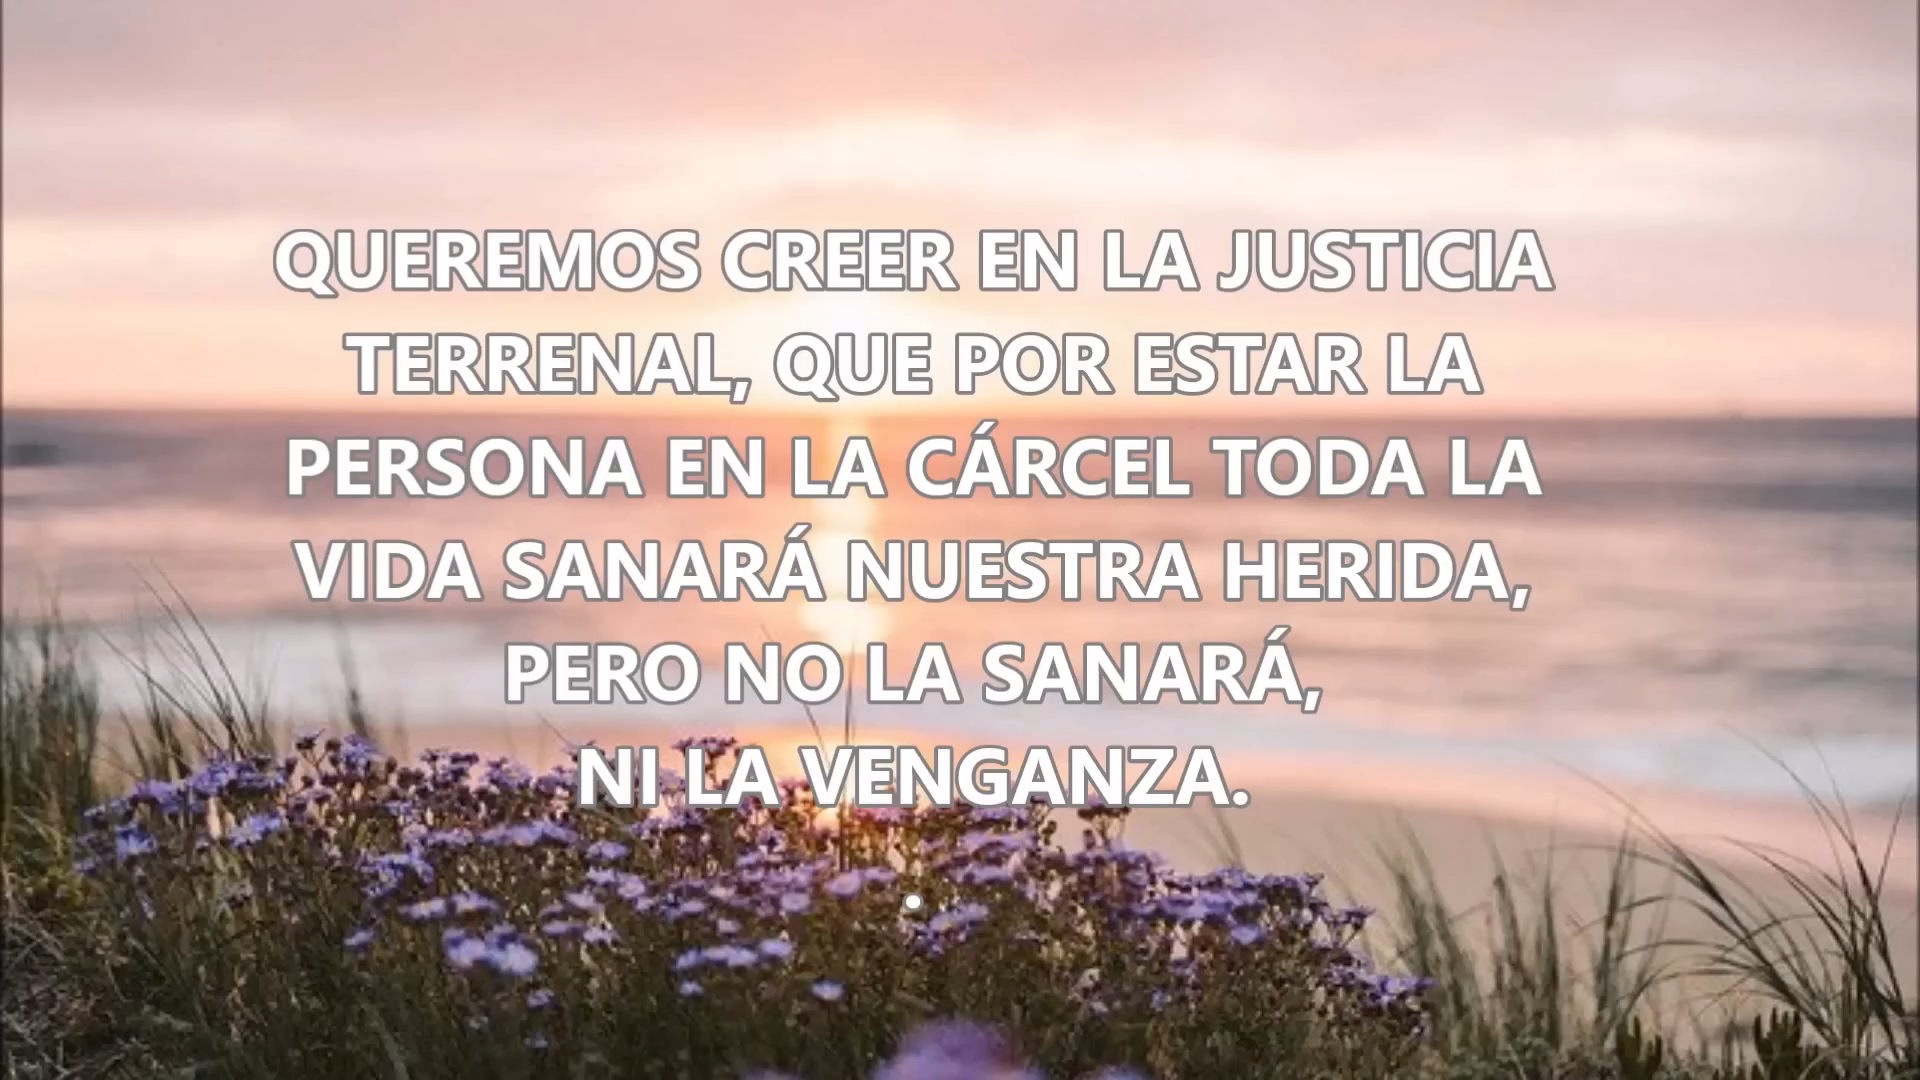 QUEREMOS CREER EN LA JUSTICIA
TERRENAL, QUE POR ESTAR LA
PERSONA EN LA CÁRCEL TODA LA
VIDA SANARÁ NUESTRA HERIDA,
PERO NO LA SANARÁ,
NI LA VENGANZA.
.